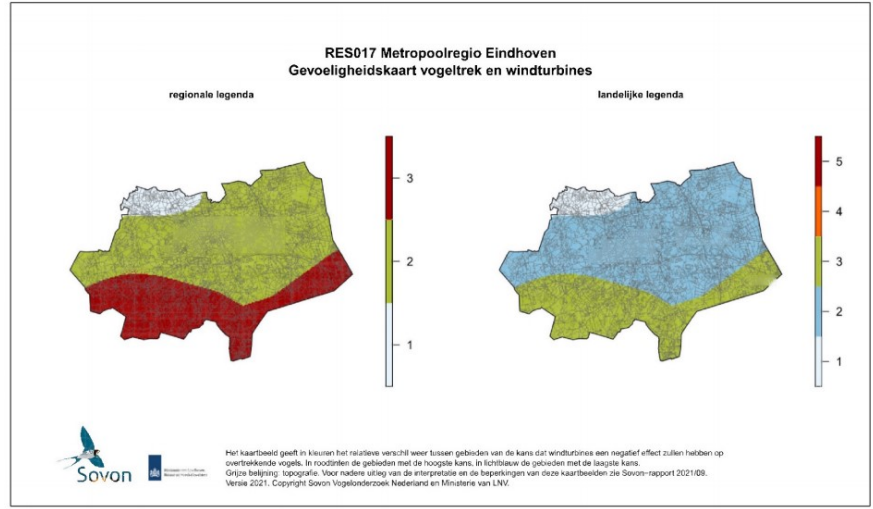 RES017 Metropoolregio Eindhoven
Gevoeligheidskaart vogeltrek en windturbines
regionale legenda
landelijke legenda
3
2
1
5
4
3
2
1
Het kaartbeeld geeft in kleuren het relatieve verschil weer tussen gebieden van de kans dat windturbines een negatief effect zullen hebben op
overtrekkende vogels. In roodtinten de gebieden met de hoogste kans, in lichtblauw de gebieden met de laagste kans.
Grijze belijning: topografie. Voor nadere uitleg van de interpretatie en de beperkingen van deze kaartbeelden zie Sovon-rapport 2021/09.
Versie 2021. Copyright Sovon Vogelonderzoek Nederland en Ministerie van LNV.
Sovon